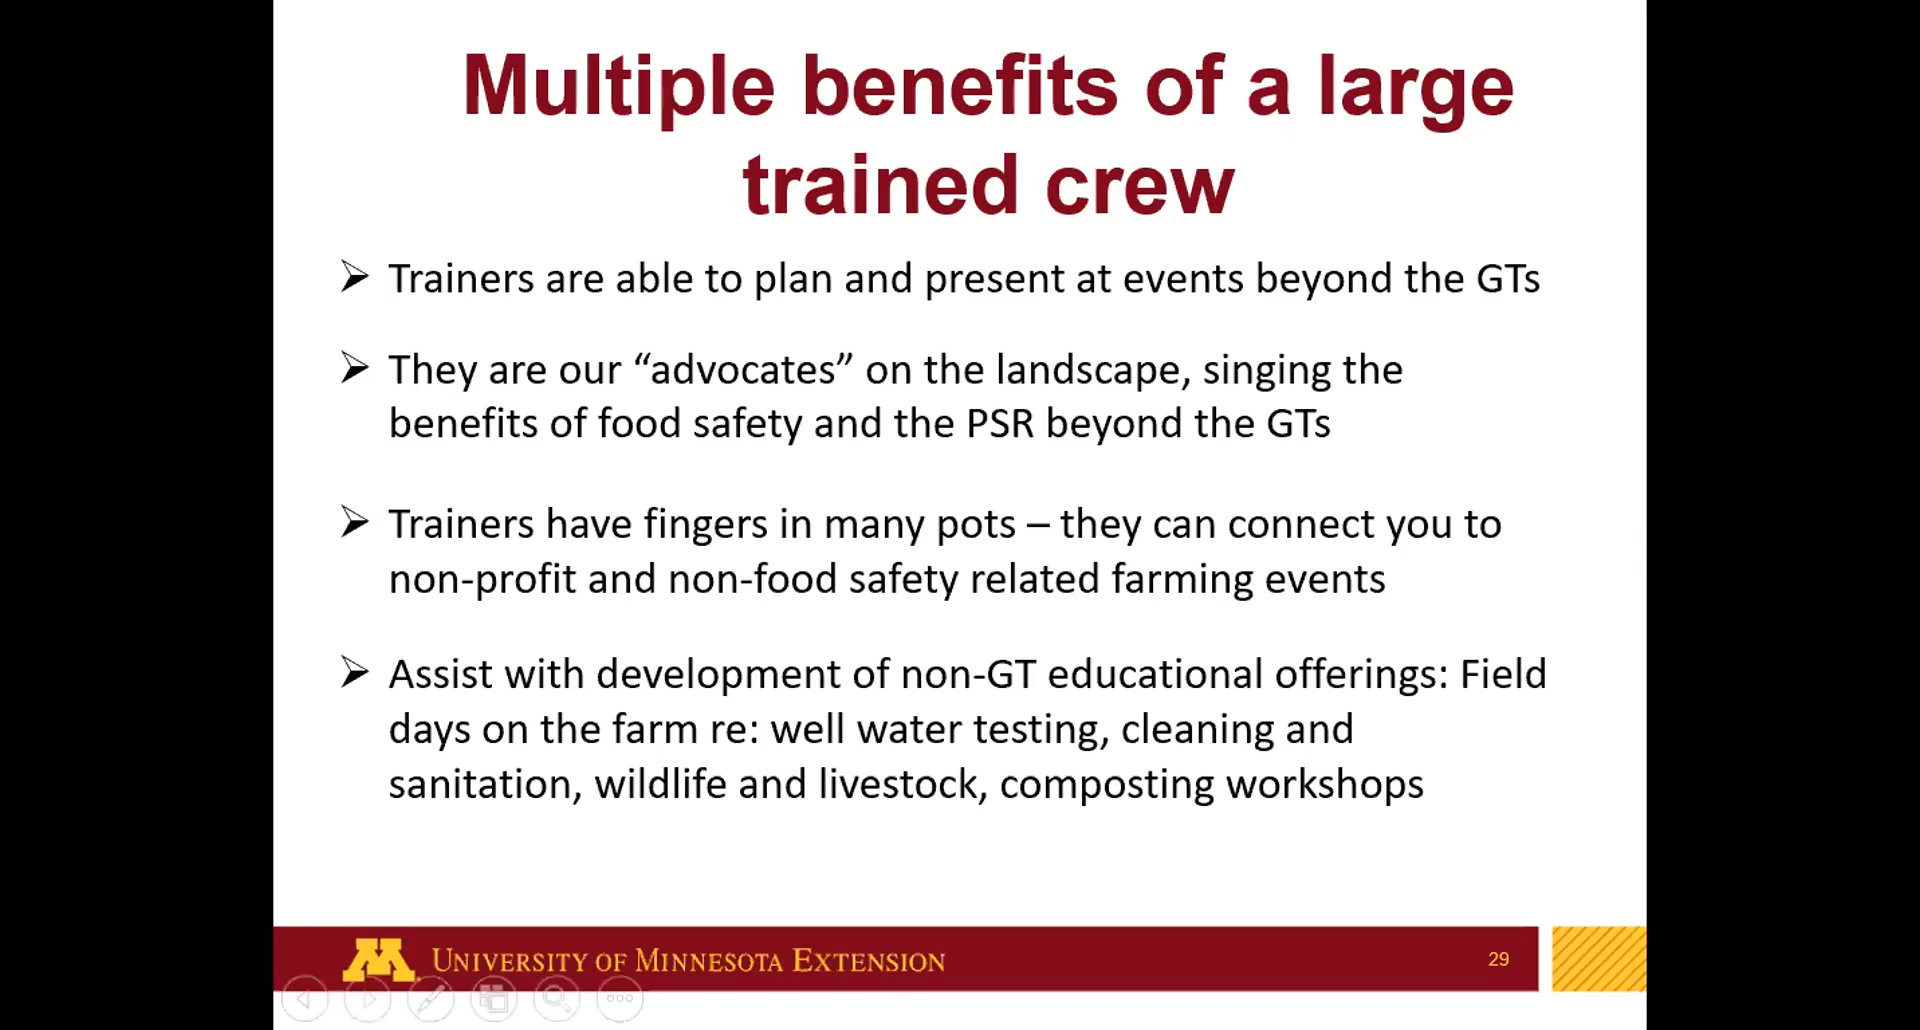 Multiple benefits of a large
trained crew
➢ Trainers are able to plan and present at events beyond the GTs
➢ They are our “advocates” on the landscape, singing the
benefits of food safety and the PSR beyond the GTs
➢ Trainers have fingers in many pots – they can connect you to
non-profit and non-food safety related farming events
➢ Assist with development of non-GT educational offerings: Field
days on the farm re: well water testing, cleaning and
sanitation, wildlife and livestock, composting workshops
M University of Minnesota Extension
29